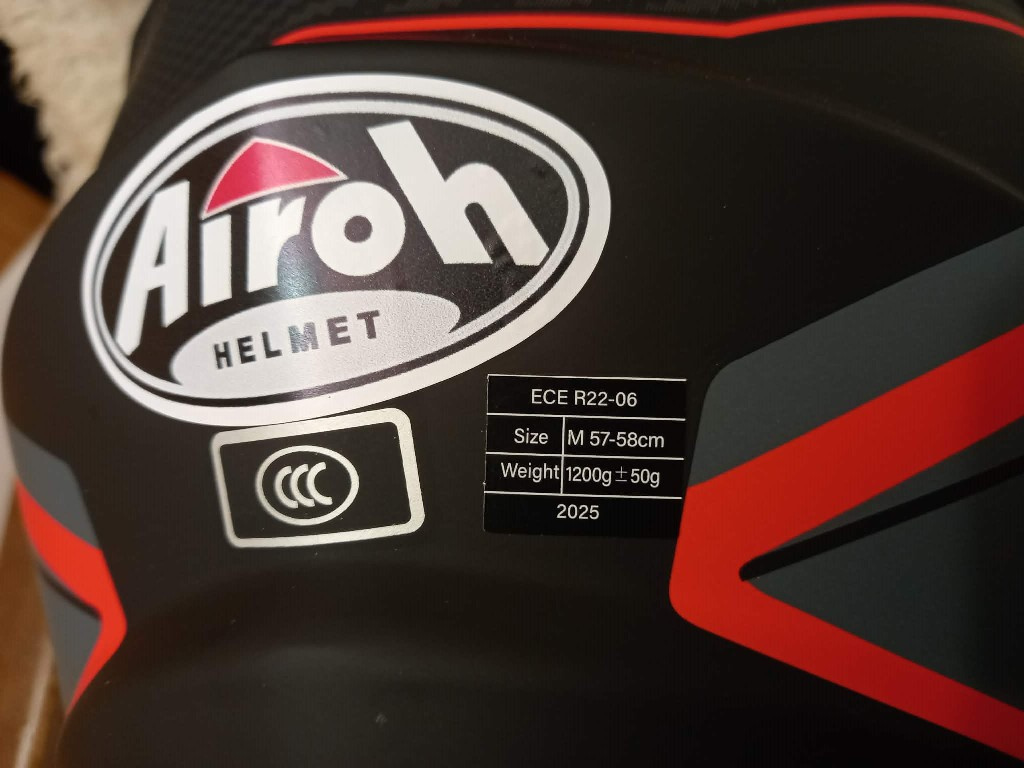 Airoh
HELMET
CCC
ECE R22-06
Size M 57-58cm
Weight 1200g±50g
2025